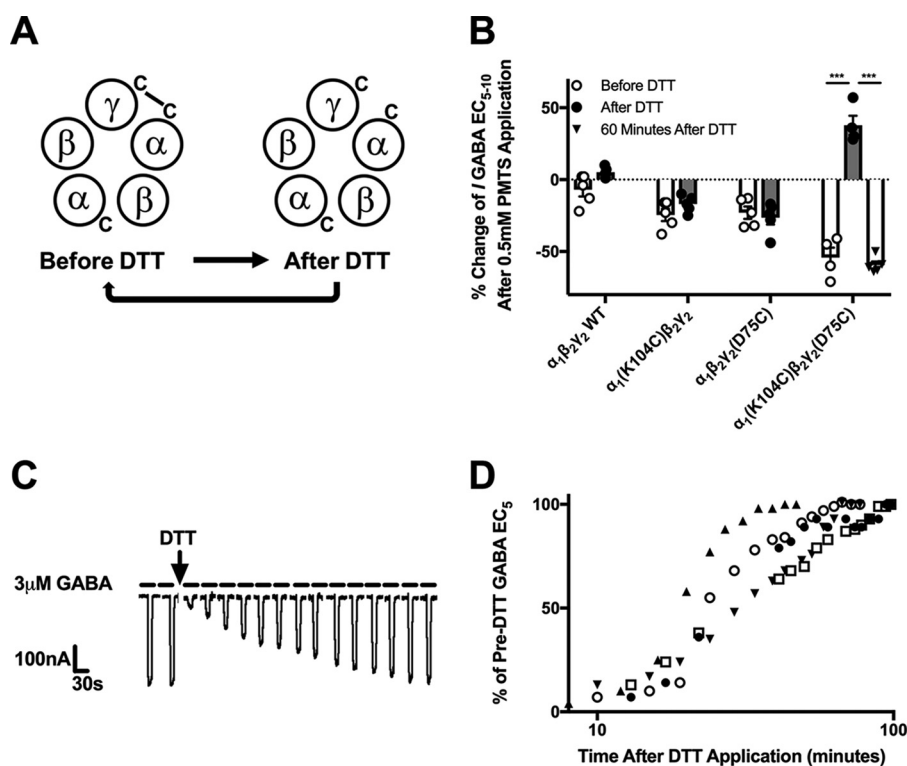 A
γ
C
C
β
α
α
β
C
Before DTT
γ
C
C
β
α
α
β
C
After DTT
B
% Change of I GABA EC5-10
After 0.5mM PMTS Application
50
0
-50
Before DTT
After DTT
60 Minutes After DTT
*** ***
α1β2γ2 WT
α1(K104C)β2γ2
α1β2γ2(D75C)
α1(K104C)β2γ2(D75C)
C
DTT
3μM GABA
100nA
30s
D
% of Pre-DTT GABA EC5
100
50
0
10
100
Time After DTT Application (minutes)